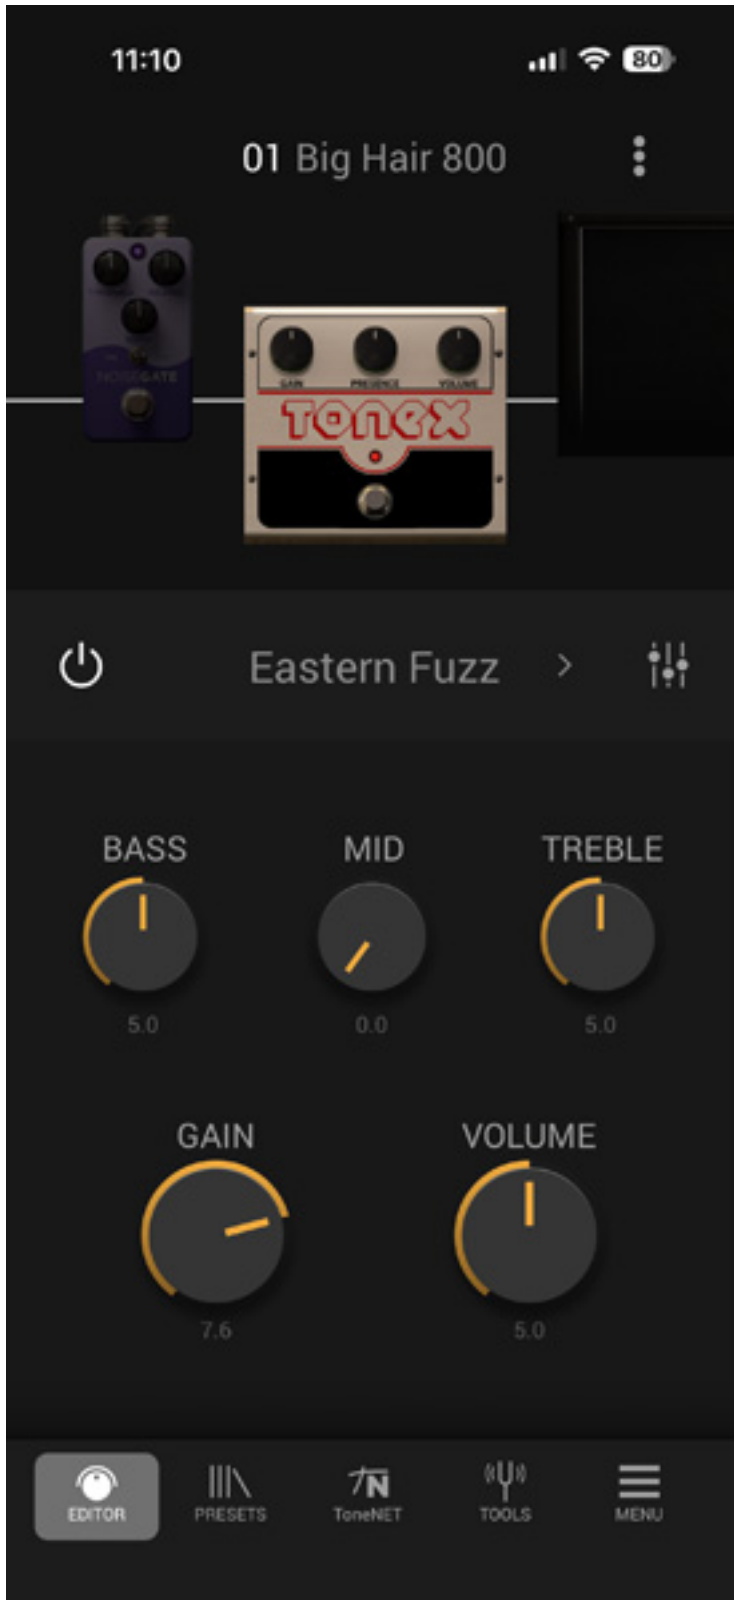 11:10
80
01 Big Hair 800
NOISEGATE
GAIN PRESENCE VOLUME
TONEX
Eastern Fuzz
BASS MID TREBLE
5.0 0.0 5.0
GAIN VOLUME
7.6 5.0
EDITOR PRESETS ToneNET TOOLS MENU